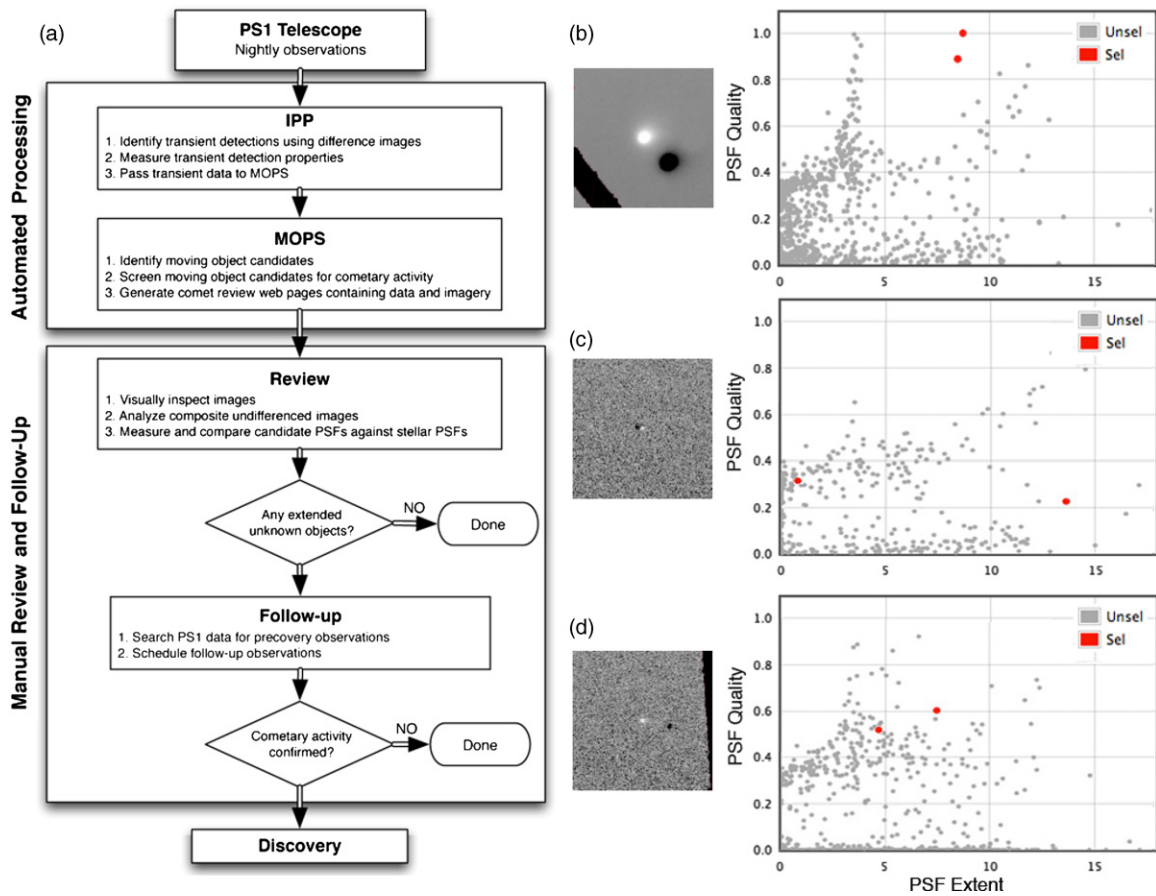 (a)
PS1 Telescope
Nightly observations
Automated Processing
IPP
1. Identify transient detections using difference images
2. Measure transient detection properties
3. Pass transient data to MOPS
MOPS
1. Identify moving object candidates
2. Screen moving object candidates for cometary activity
3. Generate comet review web pages containing data and imagery
Manual Review and Follow-Up
Review
1. Visually inspect images
2. Analyze composite undifferenced images
3. Measure and compare candidate PSFs against stellar PSFs
Any extended
unknown objects?
NO
Done
Follow-up
1. Search PS1 data for precovery observations
2. Schedule follow-up observations
Cometary activity
confirmed?
NO
Done
Discovery
(b)
PSF Quality
1.0
0.8
0.6
0.4
0.2
0.0
0
5
10
15
Unsel
Sel
(c)
PSF Quality
1.0
0.8
0.6
0.4
0.2
0.0
0
5
10
15
Unsel
Sel
(d)
PSF Quality
1.0
0.8
0.6
0.4
0.2
0.0
0
5
10
15
Unsel
Sel
PSF Extent